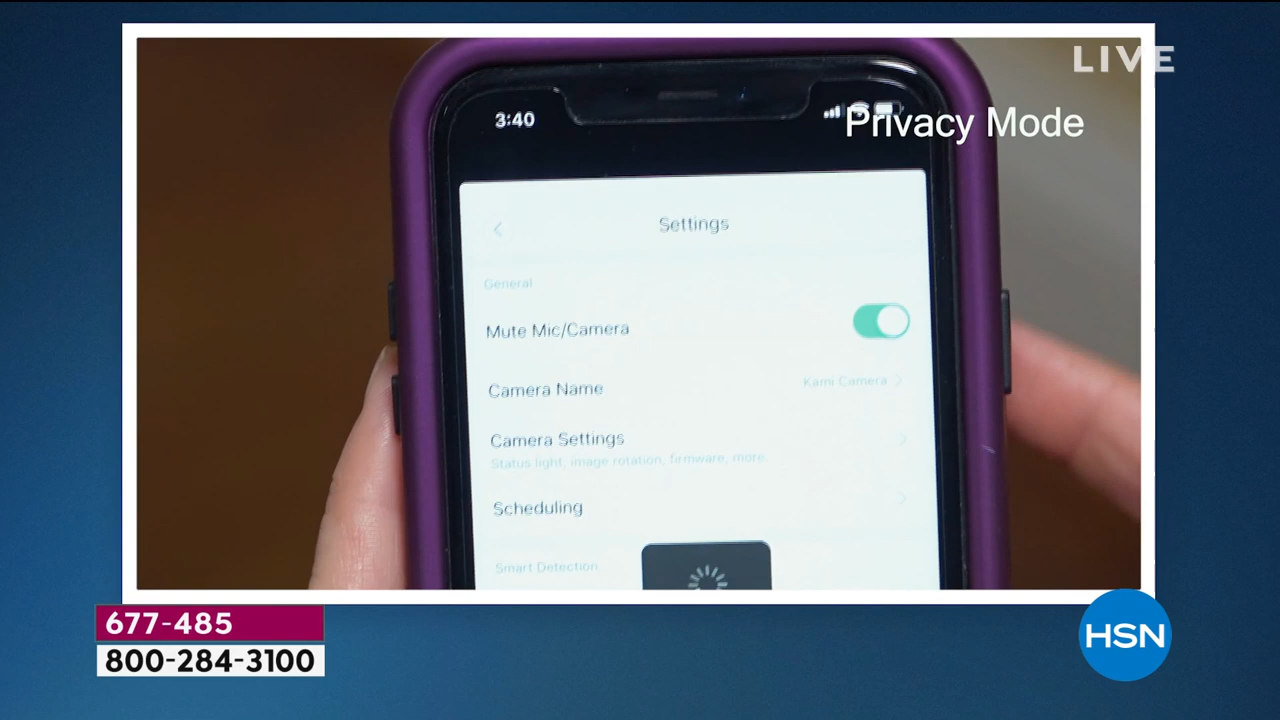 LIVE
3:40
Privacy Mode
Settings
General
Mute Mic/Camera
Camera Name
Kami Camera
Camera Settings
Status light, image rotation, firmware, more.
Scheduling
Smart Detection
677-485
800-284-3100
HSN